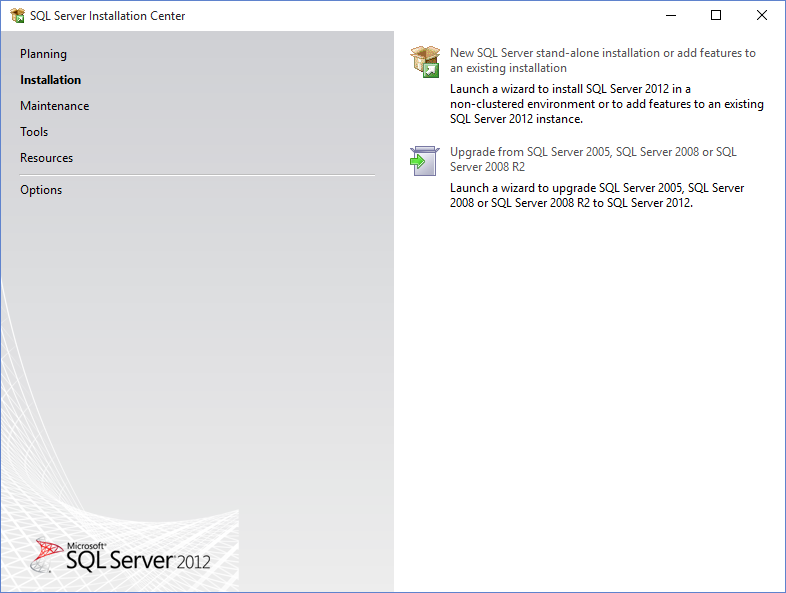 SQL Server Installation Center
Planning
Installation
Maintenance
Tools
Resources
Options
New SQL Server stand-alone installation or add features to
an existing installation
Launch a wizard to install SQL Server 2012 in a
non-clustered environment or to add features to an existing
SQL Server 2012 instance.
Upgrade from SQL Server 2005, SQL Server 2008 or SQL
Server 2008 R2
Launch a wizard to upgrade SQL Server 2005, SQL Server
2008 or SQL Server 2008 R2 to SQL Server 2012.
Microsoft®
SQL Server® 2012